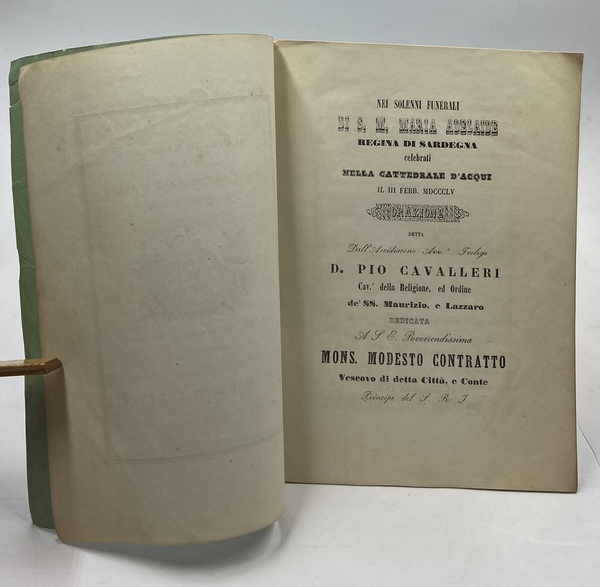 NEI SOLENNI FUNERALI
DI S. M. MARIA ADELAIDE
REGINA DI SARDEGNA
celebrati
NELLA CATTEDRALE D'ACQUI
IL III FEBB. MDCCCLV
ORAZIONE
DETTA
Dall'Arcidiacono Avv.° Teologo
D. PIO CAVALLERI
Cav.e della Religione, ed Ordine
de' SS. Maurizio, e Lazzaro
DEDICATA
A S. E. Reverendissima
MONS. MODESTO CONTRATTO
Vescovo di detta Città, e Conte
Principe del S. R. I.